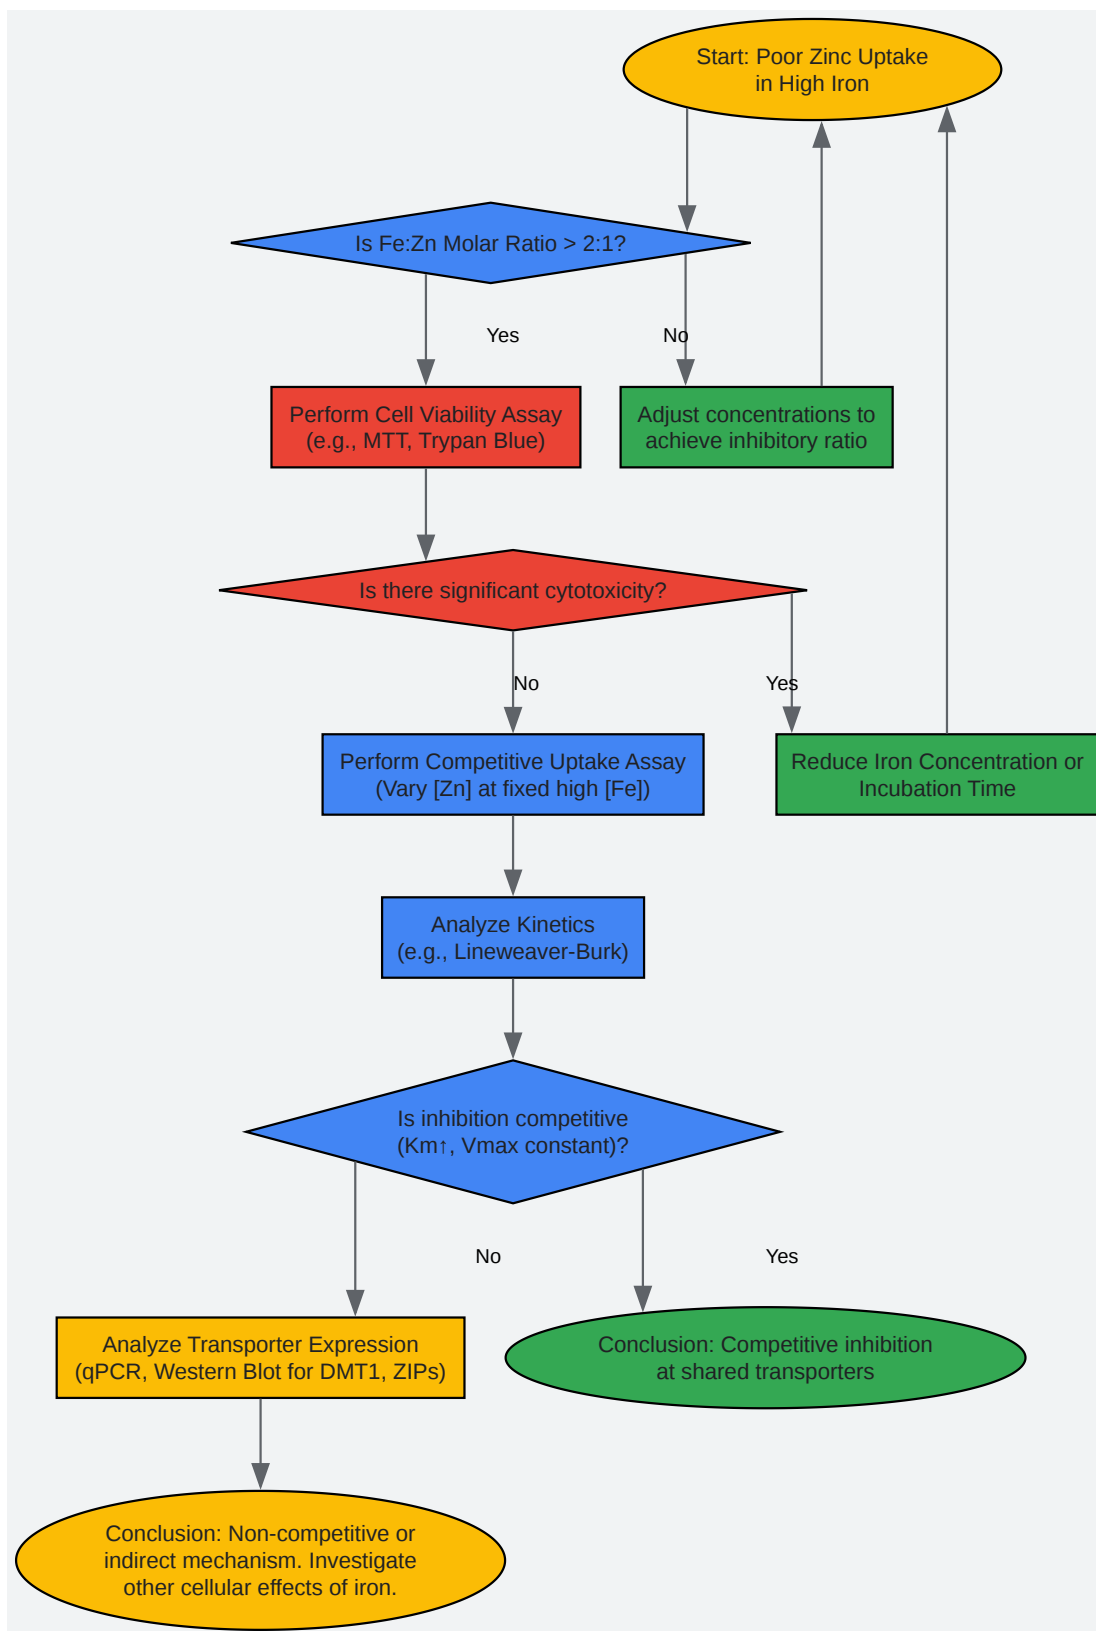 Start: Poor Zinc Uptake
in High Iron
Is Fe:Zn Molar Ratio > 2:1?
Yes
No
Perform Cell Viability Assay
(e.g., MTT, Trypan Blue)
Adjust concentrations to
achieve inhibitory ratio
Is there significant cytotoxicity?
No
Yes
Perform Competitive Uptake Assay
(Vary [Zn] at fixed high [Fe])
Reduce Iron Concentration or
Incubation Time
Analyze Kinetics
(e.g., Lineweaver-Burk)
Is inhibition competitive
(Km↑, Vmax constant)?
No
Yes
Analyze Transporter Expression
(qPCR, Western Blot for DMT1, ZIPs)
Conclusion: Competitive inhibition
at shared transporters
Conclusion: Non-competitive or
indirect mechanism. Investigate
other cellular effects of iron.